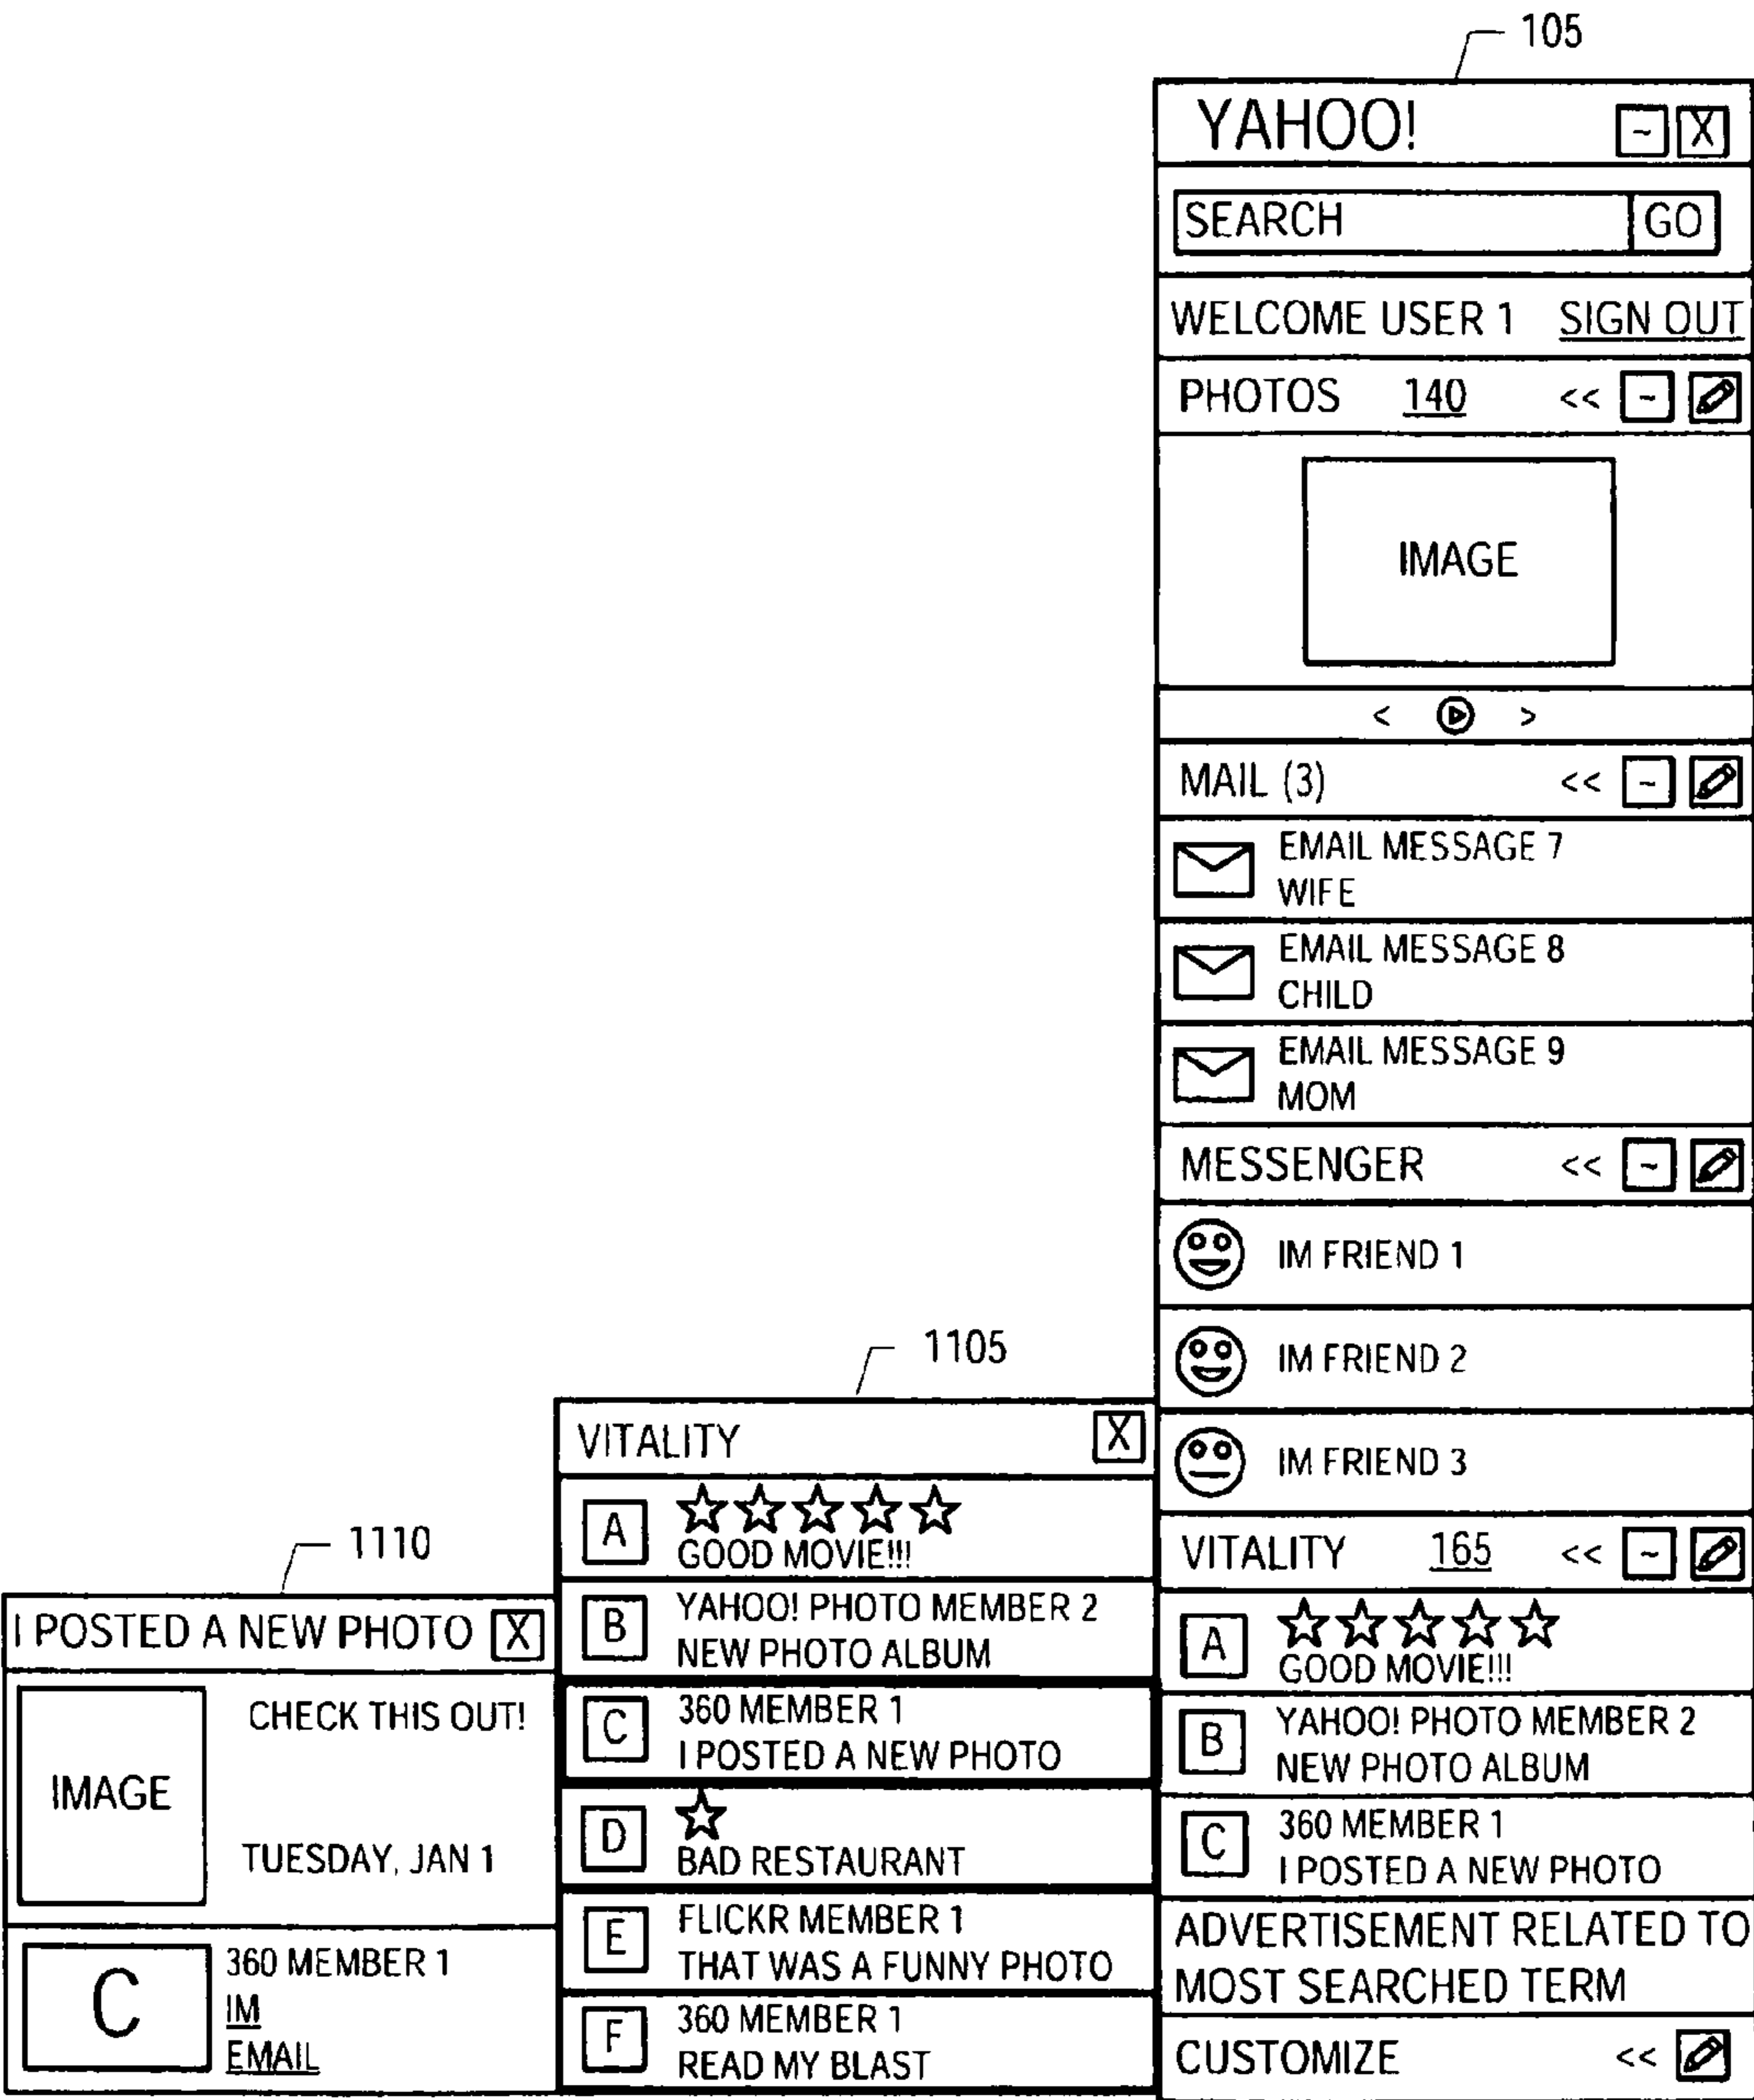 105
YAHOO! ~ X
SEARCH GO
WELCOME USER 1 SIGN OUT
PHOTOS 140 << ~
IMAGE
< >
MAIL (3) << ~
EMAIL MESSAGE 7
WIFE
EMAIL MESSAGE 8
CHILD
EMAIL MESSAGE 9
MOM
MESSENGER << ~
IM FRIEND 1
IM FRIEND 2
IM FRIEND 3
VITALITY 165 << ~
A
GOOD MOVIE!!!
B YAHOO! PHOTO MEMBER 2
NEW PHOTO ALBUM
C 360 MEMBER 1
I POSTED A NEW PHOTO
ADVERTISEMENT RELATED TO
MOST SEARCHED TERM
CUSTOMIZE <<
1105
VITALITY X
A
GOOD MOVIE!!!
B YAHOO! PHOTO MEMBER 2
NEW PHOTO ALBUM
C 360 MEMBER 1
I POSTED A NEW PHOTO
D
BAD RESTAURANT
E FLICKR MEMBER 1
THAT WAS A FUNNY PHOTO
F 360 MEMBER 1
READ MY BLAST
1110
I POSTED A NEW PHOTO X
CHECK THIS OUT!
IMAGE
TUESDAY, JAN 1
C 360 MEMBER 1
IM
EMAIL